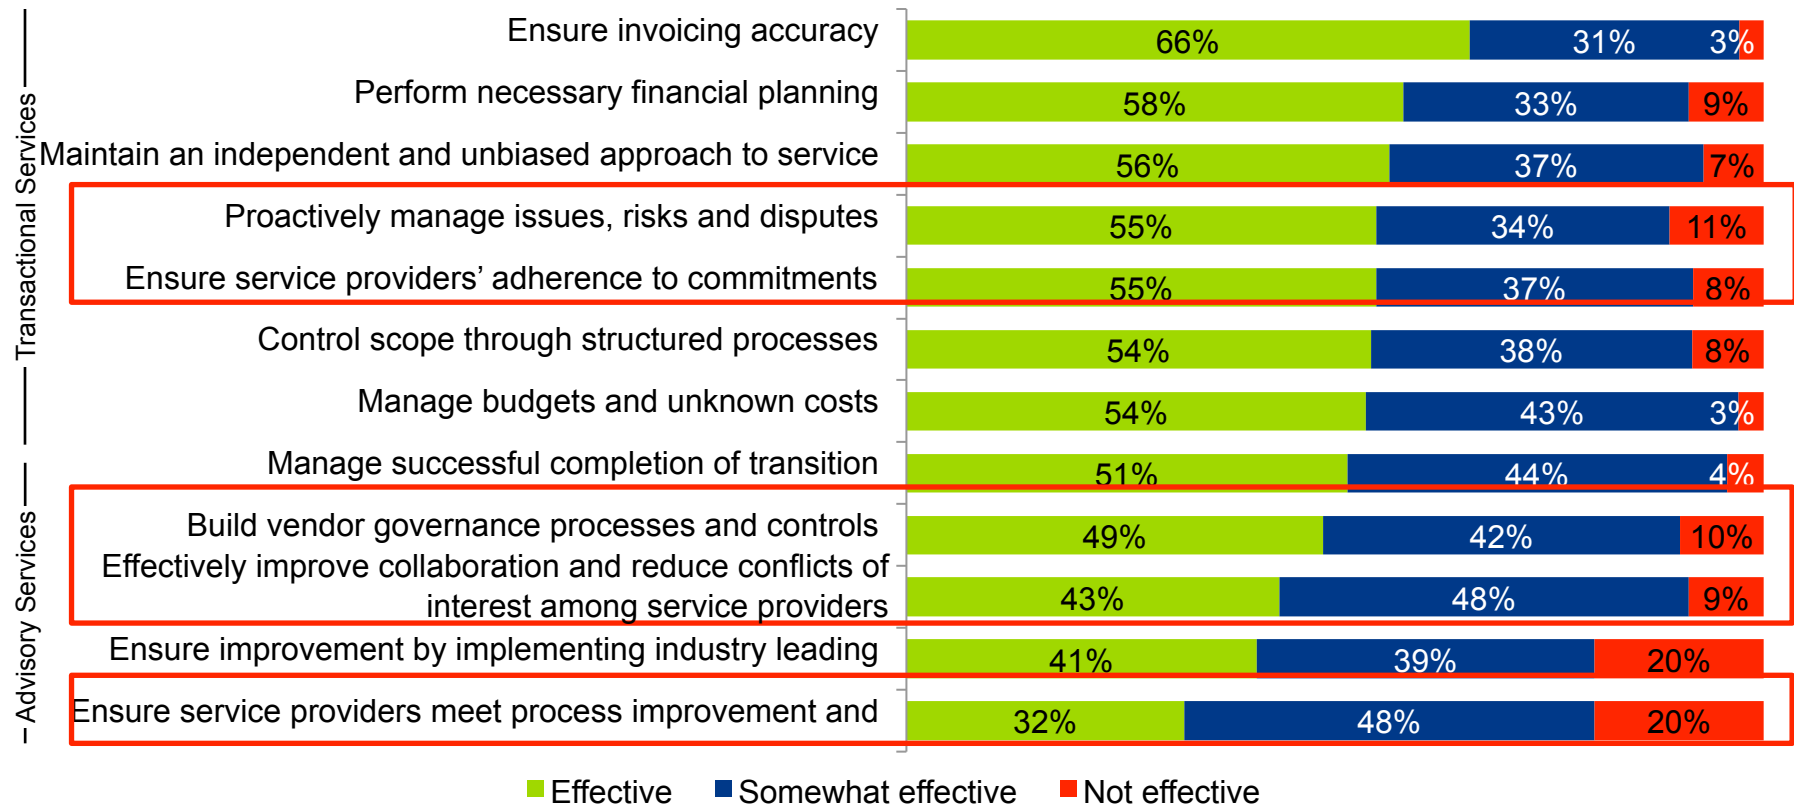 Transactional Services
Advisory Services
Ensure invoicing accuracy
66% 31% 3%
Perform necessary financial planning
58% 33% 9%
Maintain an independent and unbiased approach to service
56% 37% 7%
Proactively manage issues, risks and disputes
55% 34% 11%
Ensure service providers’ adherence to commitments
55% 37% 8%
Control scope through structured processes
54% 38% 8%
Manage budgets and unknown costs
54% 43% 3%
Manage successful completion of transition
51% 44% 4%
Build vendor governance processes and controls
49% 42% 10%
Effectively improve collaboration and reduce conflicts of
interest among service providers
43% 48% 9%
Ensure improvement by implementing industry leading
41% 39% 20%
Ensure service providers meet process improvement and
32% 48% 20%
Effective Somewhat effective Not effective